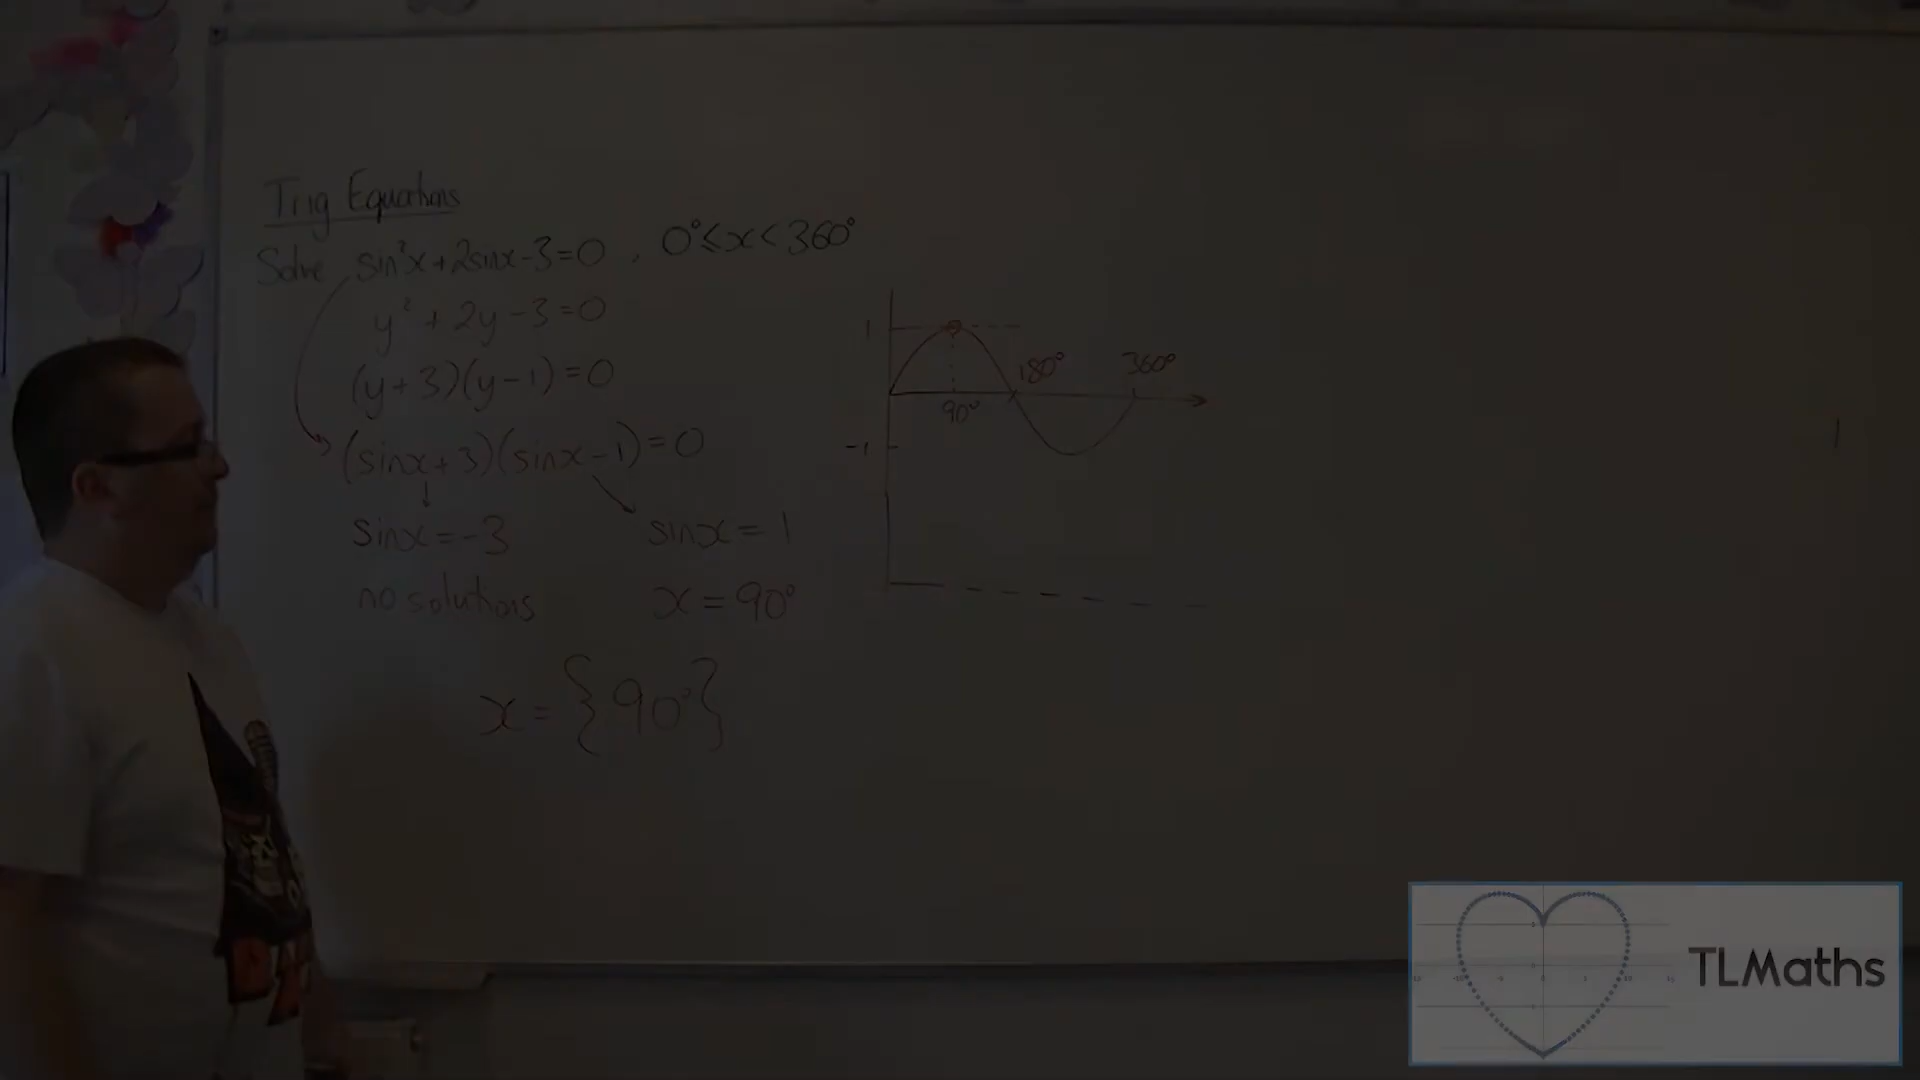 Trig Equations
Solve sin²x+2sinx-3=0 , 0°≤x<360°
y²+2y-3=0
(y+3)(y-1)=0
(sinx+3)(sinx-1)=0
sinx=-3 sinx=1
no solutions x=90°
x={90°}
1
180° 360°
90°
-1
TLMaths